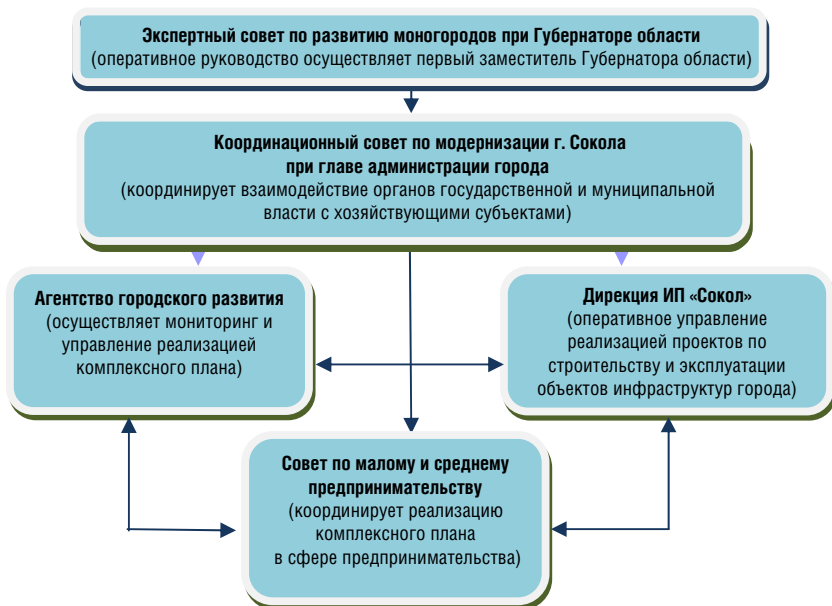 Экспертный совет по развитию моногородов при Губернаторе области
(оперативное руководство осуществляет первый заместитель Губернатора области)
Координационный совет по модернизации г. Сокола
при главе администрации города
(координирует взаимодействие органов государственной и муниципальной
власти с хозяйствующими субъектами)
Агентство городского развития
(осуществляет мониторинг и
управление реализацией
комплексного плана)
Дирекция ИП «Сокол»
(оперативное управление
реализацией проектов по
строительству и эксплуатации
объектов инфраструктур города)
Совет по малому и среднему
предпринимательству
(координирует реализацию
комплексного плана
в сфере предпринимательства)